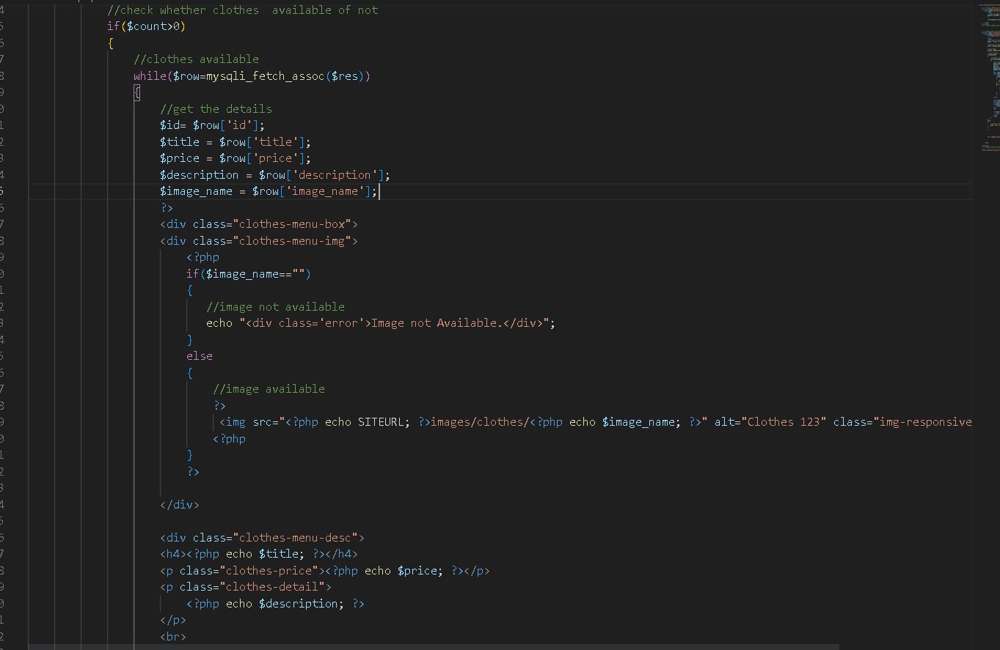 //check whether clothes  available of not
if($count>0)
{
//clothes available
while($row=mysqli_fetch_assoc($res))
{
//get the details
$id= $row['id'];
$title = $row['title'];
$price = $row['price'];
$description = $row['description'];
$image_name = $row['image_name'];
?>
<div class="clothes-menu-box">
<div class="clothes-menu-img">
<?php
if($image_name=="")
{
//image not available
echo "<div class='error'>Image not Available.</div>";
}
else
{
//image available
?>
<img src="<?php echo SITEURL; ?>images/clothes/<?php echo $image_name; ?>" alt="Clothes 123" class="img-responsive
<?php
}
?>
</div>
<div class="clothes-menu-desc">
<h4><?php echo $title; ?></h4>
<p class="clothes-price"><?php echo $price; ?></p>
<p class="clothes-detail">
<?php echo $description; ?>
</p>
<br>